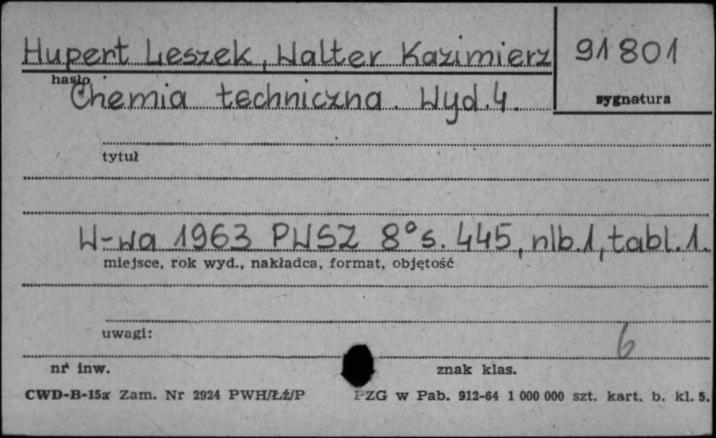 Hupert Leszek, Walter Kazimierz 91801
hasło
sygnatura
Chemia techniczna. Wyd. 4.
tytuł
W-wa 1963 PWSZ 8° s. 445, nlb. 1, tabl. 1.
miejsce, rok wyd., nakładca, format, objętość
uwagi:
6
nr inw. znak klas.
CWD-B-15a Zam. Nr 2924 PWH/Łź/P PZG w Pab. 912-64 1 000 000 szt. kart. b. kl. 5.